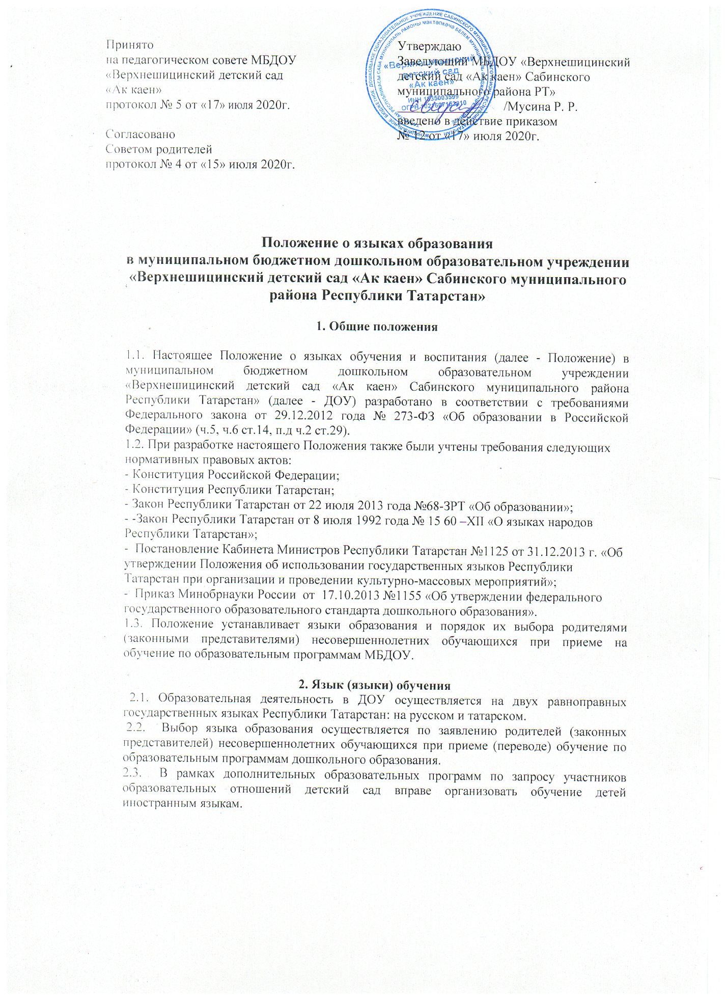 Принято
на педагогическом совете МБДОУ
«Верхнешицинский детский сад
«Ак каен»
протокол № 5 от «17» июля 2020г.
Согласовано
Советом родителей
протокол № 4 от «15» июля 2020г.
Утверждаю
Заведующий МБДОУ «Верхнешицинский
детский сад «Ак каен» Сабинского
муниципального района РТ»
/Мусина Р. Р.
введено в действие приказом
№ 12 от «17» июля 2020г.
«Верхнешицинский
детский сад
«Ак каен»
ИНН 1635003599
ОГРН
Положение о языках образования
в муниципальном бюджетном дошкольном образовательном учреждении
«Верхнешицинский детский сад «Ак каен» Сабинского муниципального
района Республики Татарстан»
1. Общие положения
1.1. Настоящее Положение о языках обучения и воспитания (далее - Положение) в
муниципальном бюджетном дошкольном образовательном учреждении
«Верхнешицинский детский сад «Ак каен» Сабинского муниципального района
Республики Татарстан» (далее - ДОУ) разработано в соответствии с требованиями
Федерального закона от 29.12.2012 года № 273-ФЗ «Об образовании в Российской
Федерации» (ч.5, ч.6 ст.14, п.д ч.2 ст.29).
1.2. При разработке настоящего Положения также были учтены требования следующих
нормативных правовых актов:
- Конституция Российской Федерации;
- Конституция Республики Татарстан;
- Закон Республики Татарстан от 22 июля 2013 года №68-ЗРТ «Об образовании»;
- -Закон Республики Татарстан от 8 июля 1992 года № 15 60 –XII «О языках народов
Республики Татарстан»;
- Постановление Кабинета Министров Республики Татарстан №1125 от 31.12.2013 г. «Об
утверждении Положения об использовании государственных языков Республики
Татарстан при организации и проведении культурно-массовых мероприятий»;
- Приказ Минобрнауки России от 17.10.2013 №1155 «Об утверждении федерального
государственного образовательного стандарта дошкольного образования».
1.3. Положение устанавливает языки образования и порядок их выбора родителями
(законными представителями) несовершеннолетних обучающихся при приеме на
обучение по образовательным программам МБДОУ.
2. Язык (языки) обучения
2.1. Образовательная деятельность в ДОУ осуществляется на двух равноправных
государственных языках Республики Татарстан: на русском и татарском.
2.2. Выбор языка образования осуществляется по заявлению родителей (законных
представителей) несовершеннолетних обучающихся при приеме (переводе) обучение по
образовательным программам дошкольного образования.
2.3. В рамках дополнительных образовательных программ по запросу участников
образовательных отношений детский сад вправе организовать обучение детей
иностранным языкам.